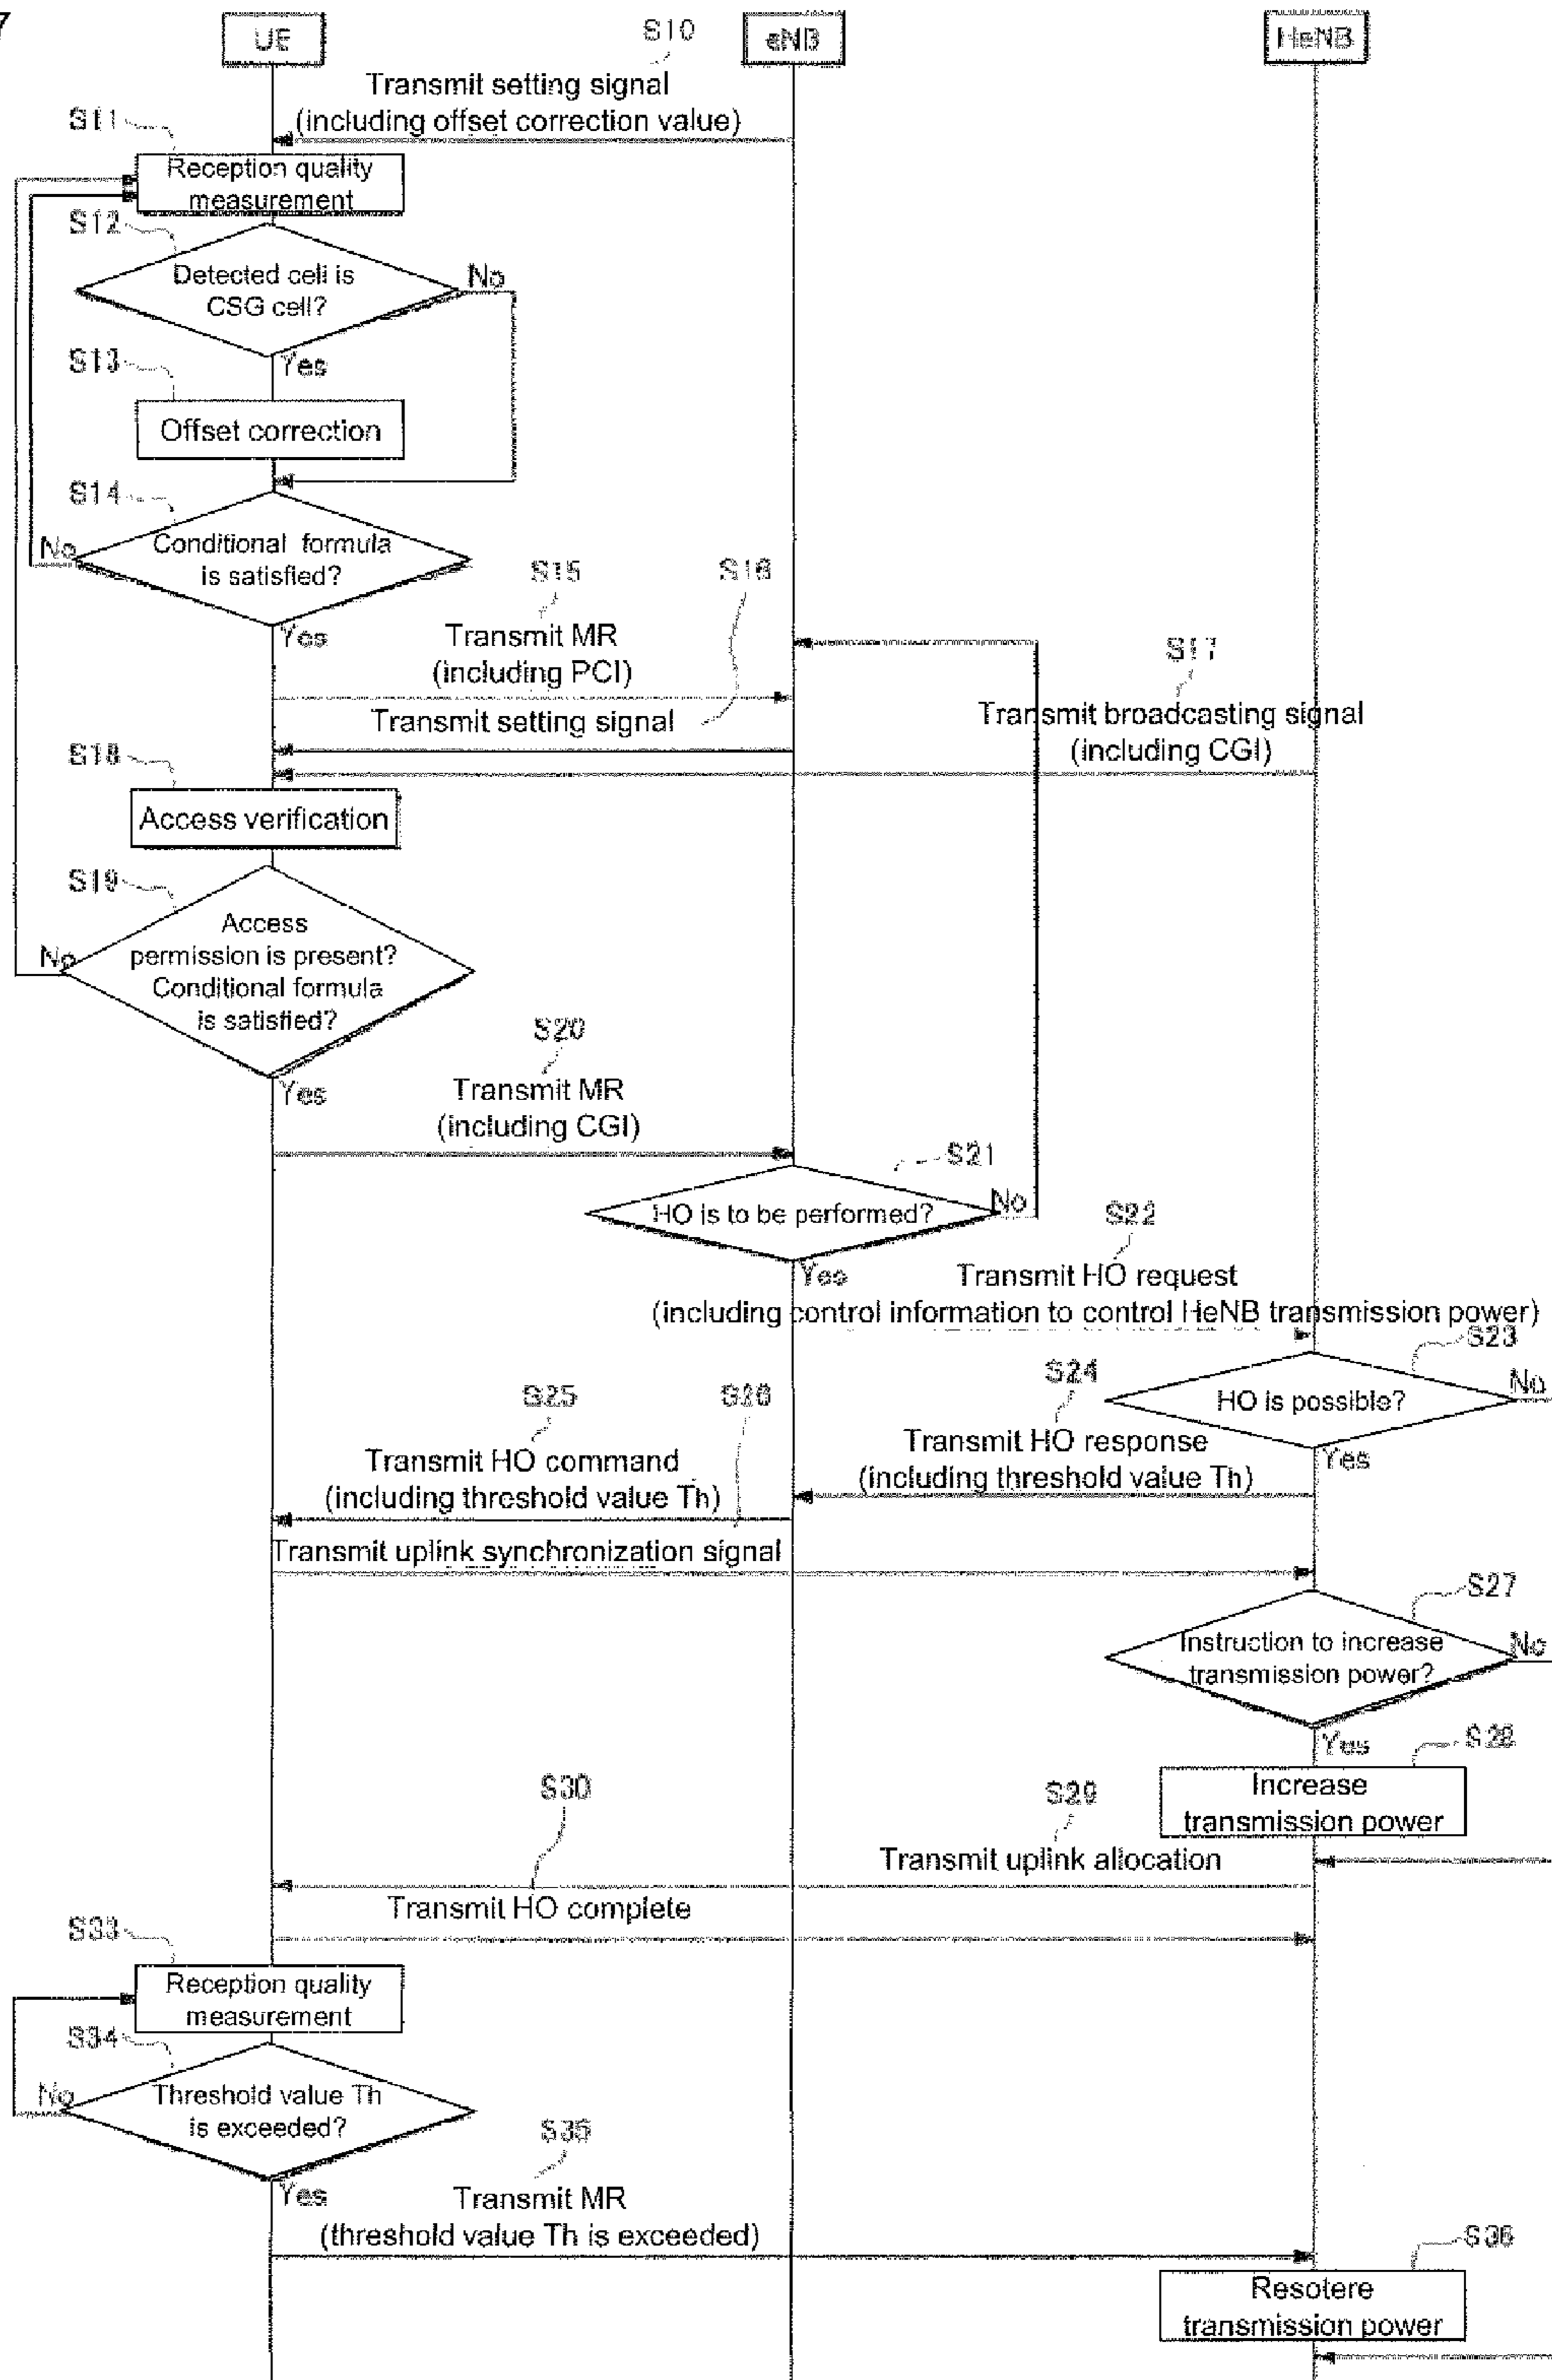 7
UE
S10
eNB
HeNB
Transmit setting signal
(including offset correction value)
S11
Reception quality
measurement
S12
Detected cell is
CSG cell?
No
S13
Yes
Offset correction
S14
No
Conditional formula
is satisfied?
S15
S16
Yes
Transmit MR
(including PCI)
S17
Transmit setting signal
Transmit broadcasting signal
(including CGI)
S18
Access verification
S19
Access
permission is present?
Conditional formula
is satisfied?
No
S20
Yes
Transmit MR
(including CGI)
S21
HO is to be performed?
No
S22
Yes
Transmit HO request
(including control information to control HeNB transmission power)
S23
S24
HO is possible?
No
S25
S26
Transmit HO response
(including threshold value Th)
Yes
Transmit HO command
(including threshold value Th)
Transmit uplink synchronization signal
S27
Instruction to increase
transmission power?
No
Yes
S28
Increase
transmission power
S30
S29
Transmit uplink allocation
Transmit HO complete
S33
Reception quality
measurement
S34
No
Threshold value Th
is exceeded?
S35
Yes
Transmit MR
(threshold value Th is exceeded)
S36
Resotere
transmission power